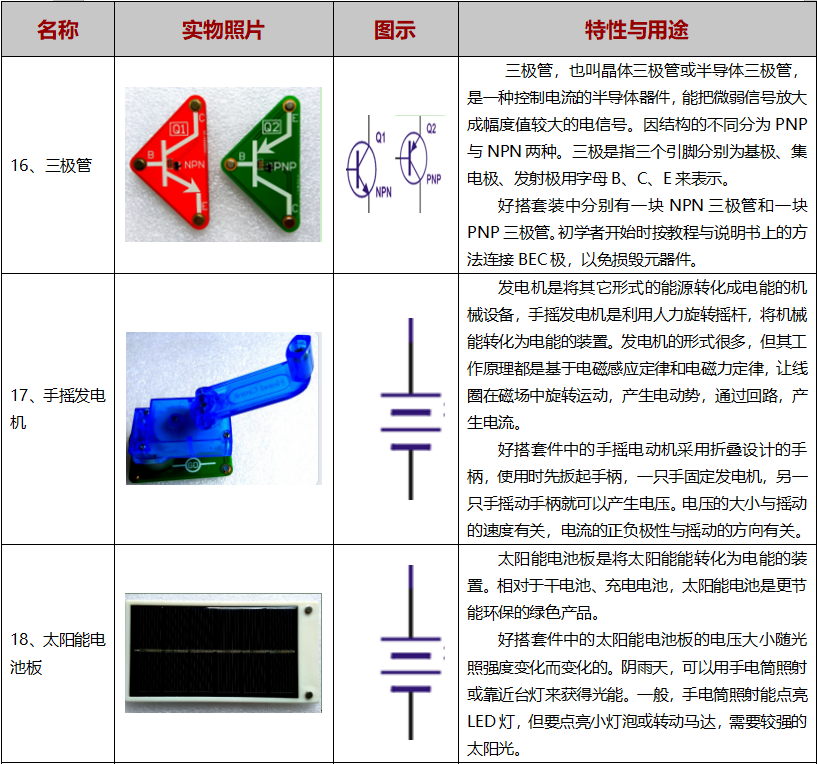 名称
实物照片
图示
特性与用途
16、三极管
Q1
B
C
NPN
E
Q2
E
B
PNP
C
Q1
NPN
Q2
PNP
三极管，也叫晶体三极管或半导体三极管，
是一种控制电流的半导体器件，能把微弱信号放大
成幅度值较大的电信号。因结构的不同分为 PNP
与 NPN 两种。三极是指三个引脚分别为基极、集
电极、发射极用字母 B、C、E 来表示。
好搭套装中分别有一块 NPN 三极管和一块
PNP 三极管。初学者开始时按教程与说明书上的方
法连接 BEC 极，以免损毁元器件。
17、手摇发电
机
发电机是将其它形式的能源转化成电能的机
械设备，手摇发电机是利用人力旋转摇杆，将机械
能转化为电能的装置。发电机的形式很多，但其工
作原理都是基于电磁感应定律和电磁力定律，让线
圈在磁场中旋转运动，产生电动势，通过回路，产
生电流。
好搭套件中的手摇电动机采用折叠设计的手
柄，使用时先扳起手柄，一只手固定发电机，另一
只手摇动手柄就可以产生电压。电压的大小与摇动
的速度有关，电流的正负极性与摇动的方向有关。
18、太阳能电
池板
太阳能电池板是将太阳能能转化为电能的装
置。相对于干电池、充电电池，太阳能电池是更节
能环保的绿色产品。
好搭套件中的太阳能电池板的电压大小随光
照强度变化而变化的。阴雨天，可以用手电筒照射
或靠近台灯来获得光能。一般，手电筒照射能点亮
LED 灯，但要点亮小灯泡或转动马达，需要较强的
太阳光。